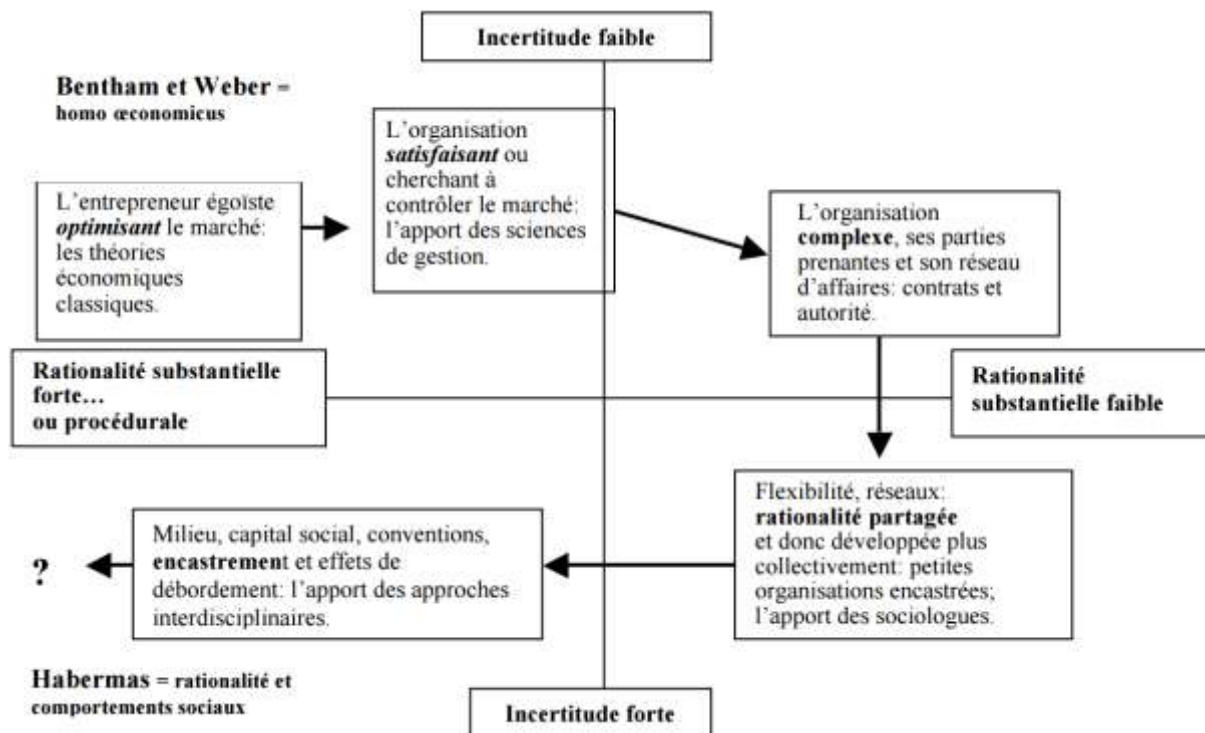 Incertitude faible
Bentham et Weber =
homo œconomicus
L'entrepreneur égoïste
optimisant le marché:
les théories
économiques
classiques.
L'organisation
satisfaisant ou
cherchant à
contrôler le marché:
l'apport des sciences
de gestion.
L'organisation
complexe, ses parties
prenantes et son réseau
d'affaires: contrats et
autorité.
Rationalité substantielle
forte…
ou procédurale
Rationalité
substantielle faible
Flexibilité, réseaux:
rationalité partagée
et donc développée plus
collectivement: petites
organisations encastrées;
l'apport des sociologues.
Milieu, capital social, conventions,
encastrement et effets de
débordement: l'apport des approches
interdisciplinaires.
?
Habermas = rationalité et
comportements sociaux
Incertitude forte